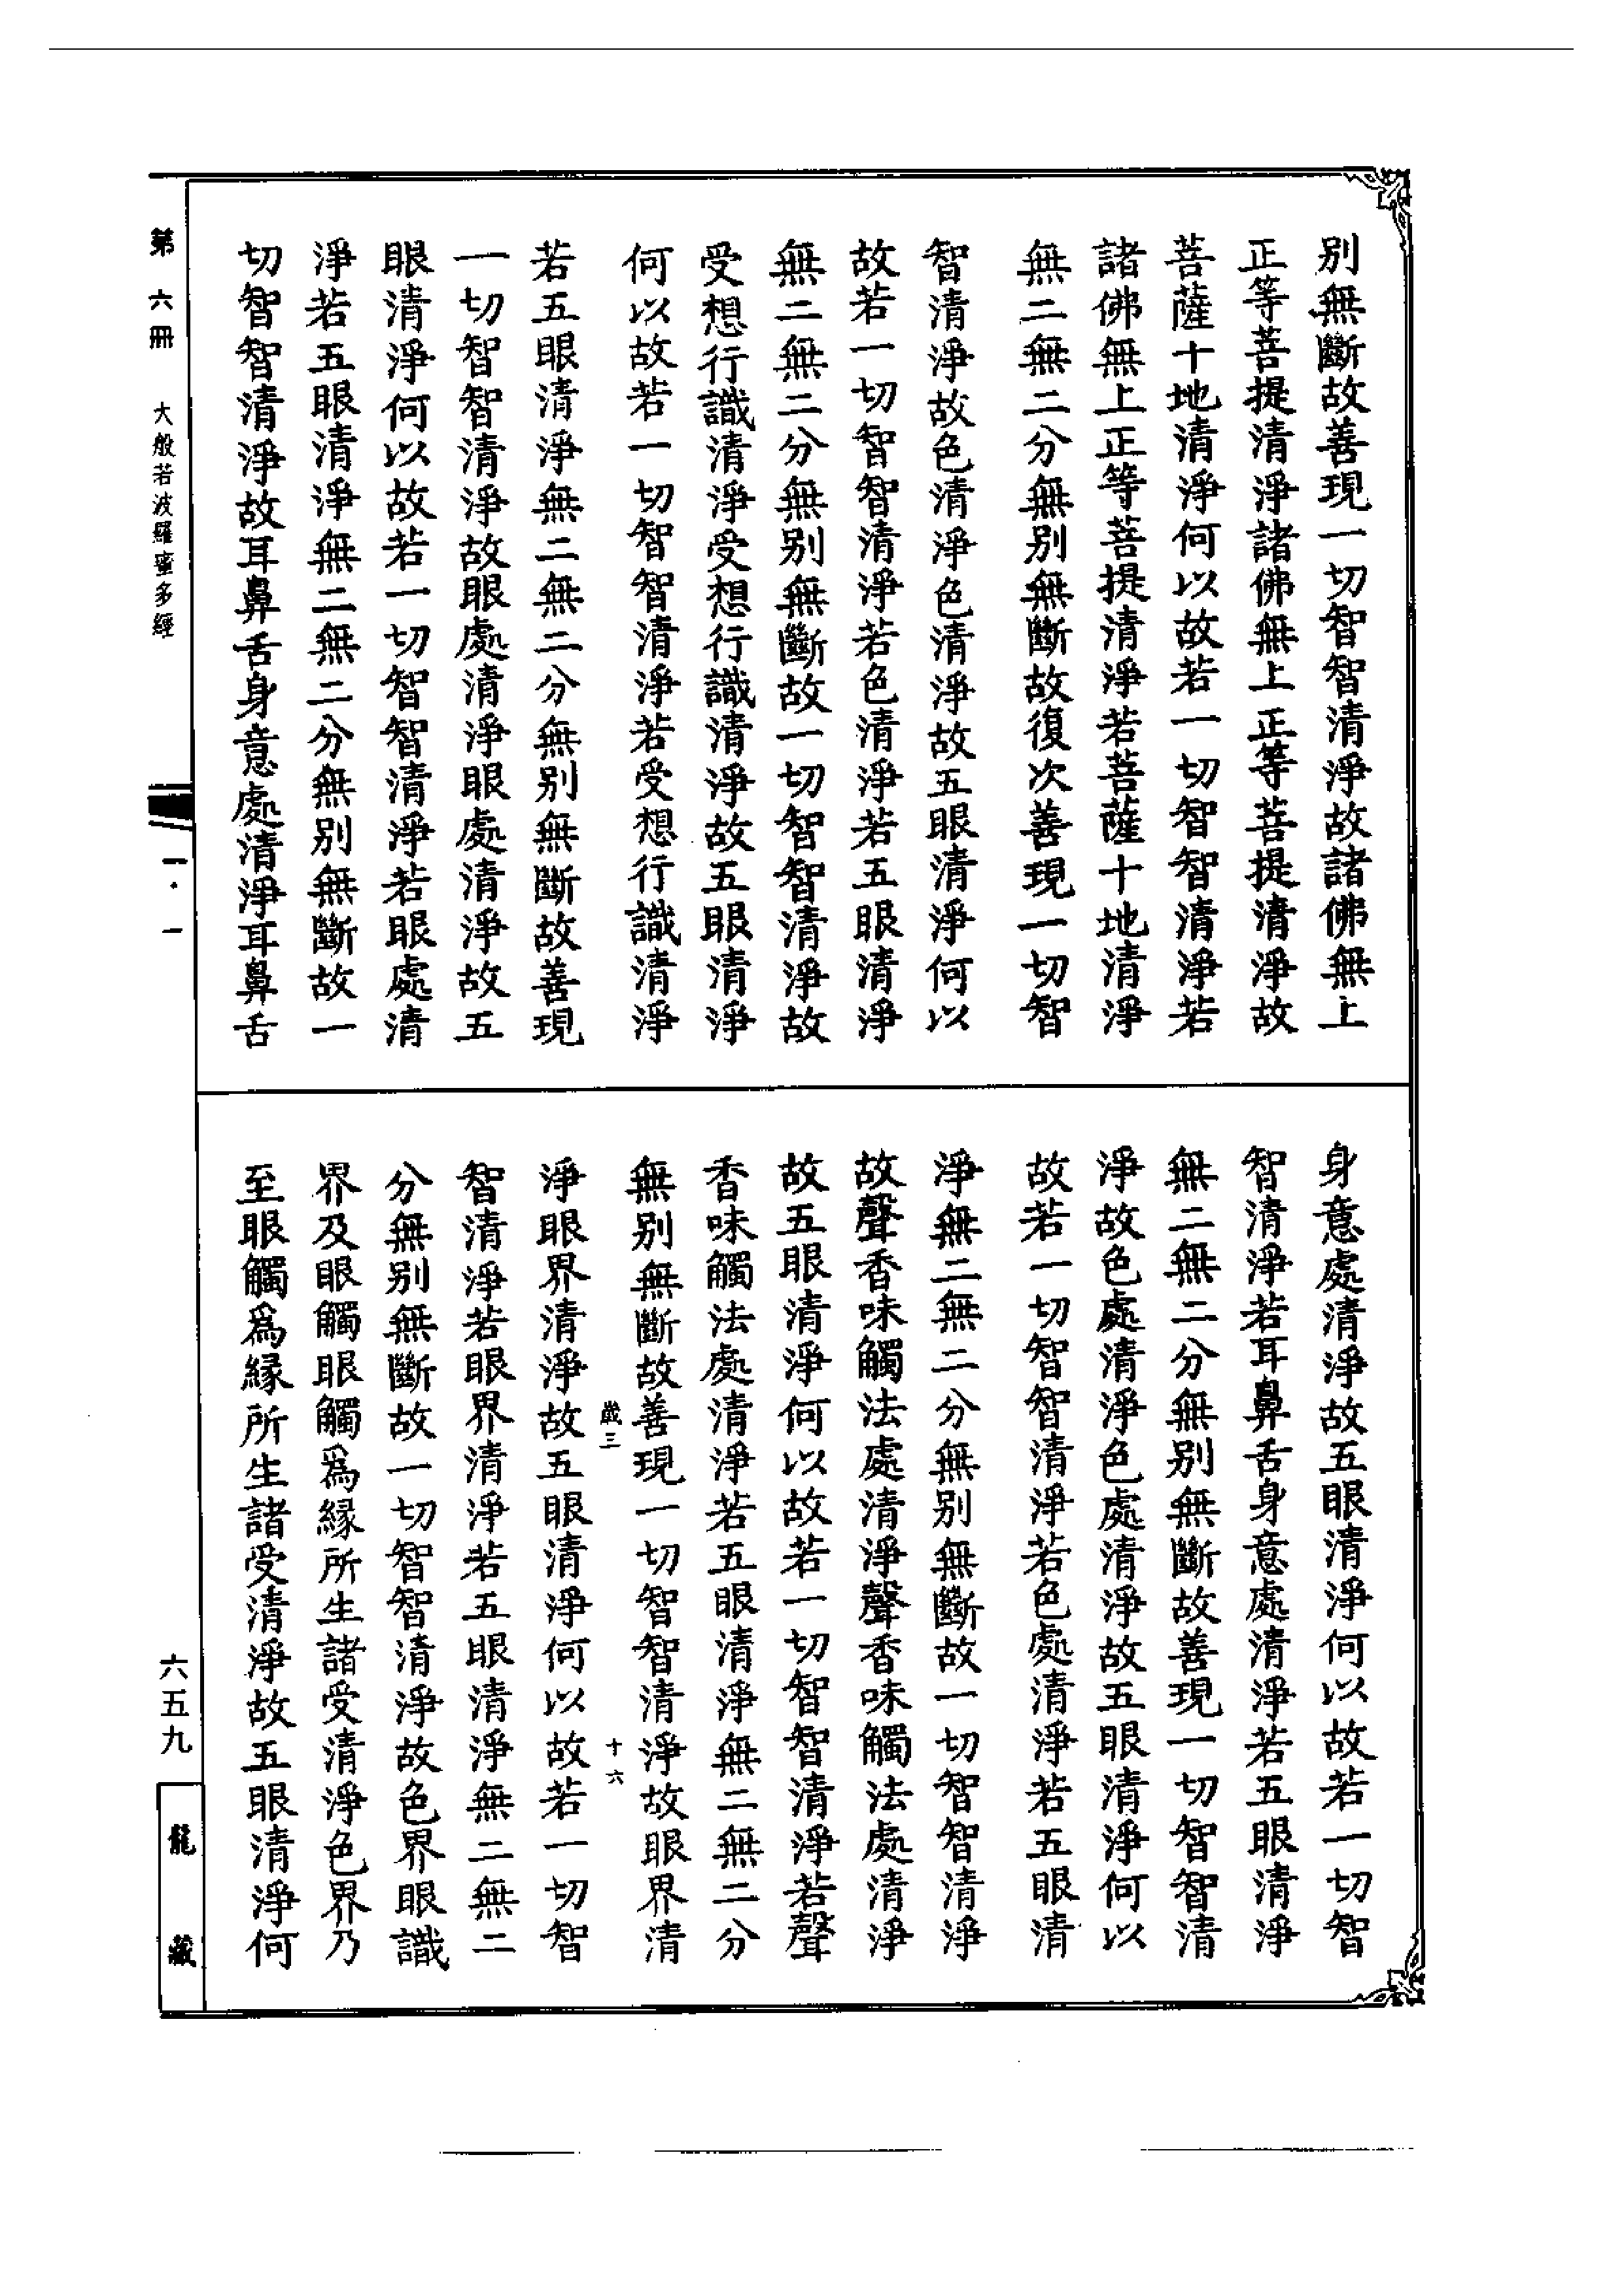 別無斷故善現一切智智清淨故諸佛無上
正等菩提清淨諸佛無上正等菩提清淨故
菩薩十地清淨何以故若一切智智清淨若
諸佛無上正等菩提清淨若菩薩十地清淨
無二無二分無別無斷故復次善現一切智
智清淨故色清淨色清淨故五眼清淨何以
故若一切智智清淨若色清淨若五眼清淨
無二無二分無別無斷故一切智智清淨故
受想行識清淨受想行識清淨故五眼清淨
何以故若一切智智清淨若受想行識清淨
若五眼清淨無二無二分無別無斷故善現
一切智智清淨故眼處清淨眼處清淨故五
眼清淨何以故若一切智智清淨若眼處清
淨若五眼清淨無二無二分無別無斷故一
切智智清淨故耳鼻舌身意處清淨耳鼻舌
身意處清淨故五眼清淨何以故若一切智
智清淨若耳鼻舌身意處清淨若五眼清淨
無二無二分無別無斷故善現一切智智清
淨故色處清淨色處清淨故五眼清淨何以
故若一切智智清淨若色處清淨若五眼清
淨無二無二分無別無斷故一切智智清淨
故聲香味觸法處清淨聲香味觸法處清淨
故五眼清淨何以故若一切智智清淨若聲
香味觸法處清淨若五眼清淨無二無二分
無別無斷故善現一切智智清淨故眼界清
歲三 十六
淨眼界清淨故五眼清淨何以故若一切智
智清淨若眼界清淨若五眼清淨無二無二
分無別無斷故一切智智清淨故色界眼識
界及眼觸眼觸爲緣所生諸受清淨色界乃
至眼觸爲緣所生諸受清淨故五眼清淨何
第六冊 大般若波羅蜜多經 一·一 六五九
龍藏